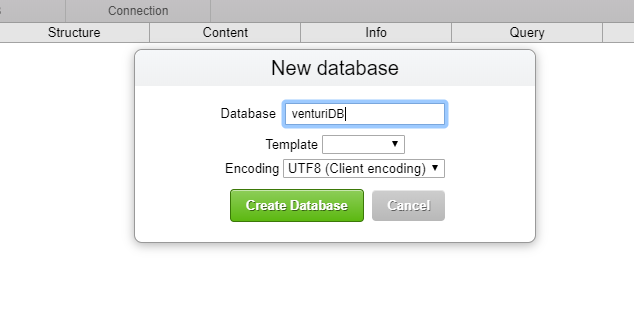 Connection
Structure Content Info Query
New database
Database venturiDB
Template
Encoding UTF8 (Client encoding)
Create Database Cancel